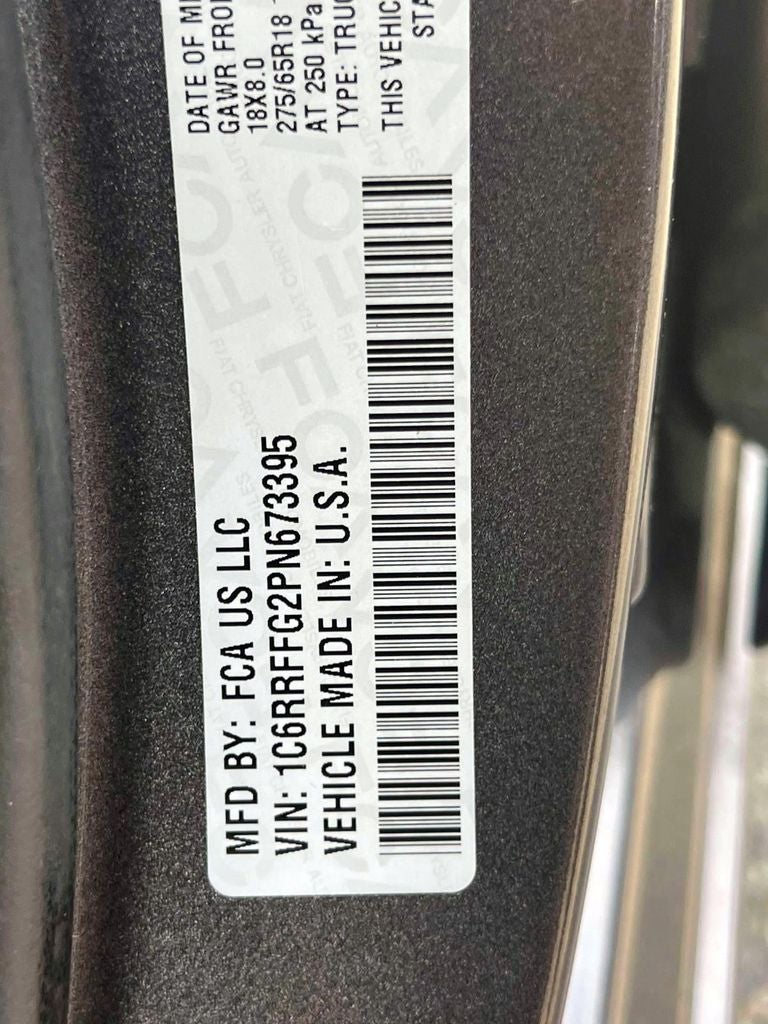 MFD BY: FCA US LLC
VIN: 1C6RRFFG2PN673395
VEHICLE MADE IN: U.S.A.
DATE OF M
GAWR FRO
18X8.0
275/65R18
AT 250 kPa
TYPE: TRUC
THIS VEHIC
STA